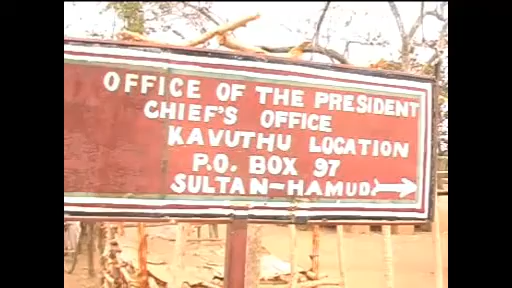 OFFICE OF THE PRESIDENT
CHIEF'S OFFICE
KAVUTHU LOCATION
P.O. BOX 97
SULTAN-HAMUD